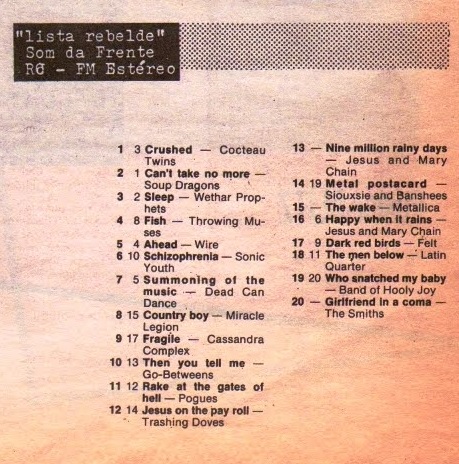 "lista rebelde"
Som da Frente
R6 - FM Estéreo
1 3 Crushed — Cocteau
Twins
2 1 Can't take no more —
Soup Dragons
3 2 Sleep — Wethar Prop-
hets
4 8 Fish — Throwing Mu-
ses
5 4 Ahead — Wire
6 10 Schizophrenia — Sonic
Youth
7 5 Summoning of the
music — Dead Can
Dance
8 15 Country boy — Miracle
Legion
9 17 Fragile — Cassandra
Complex
10 13 Then you tell me —
Go-Betweens
11 12 Rake at the gates of
hell — Pogues
12 14 Jesus on the pay roll —
Trashing Doves
13 — Nine million rainy days
— Jesus and Mary
Chain
14 19 Metal postacard —
Siouxsie and Banshees
15 — The wake — Metallica
16 6 Happy when it rains —
Jesus and Mary Chain
17 9 Dark red birds — Felt
18 11 The men below — Latin
Quarter
19 20 Who snatched my baby
— Band of Hooly Joy
20 — Girlfriend in a coma —
The Smiths